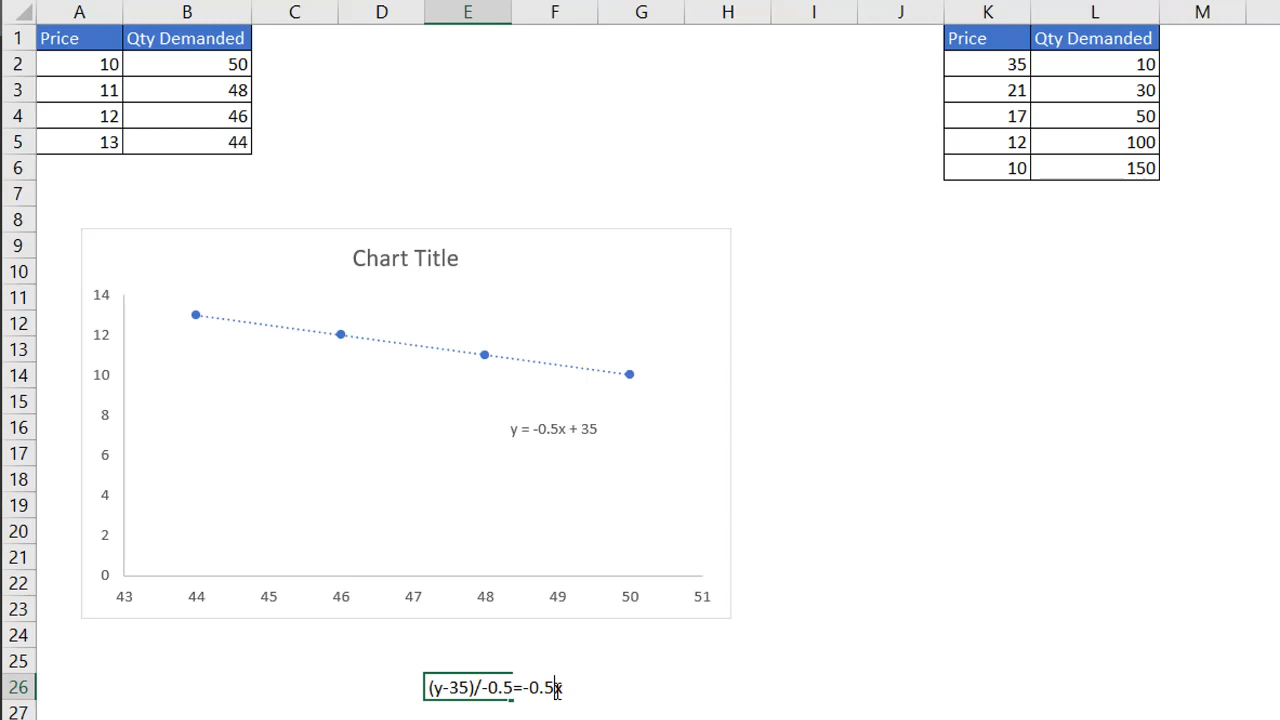 A B C D E F G H I J K L M
1 Price Qty Demanded Price Qty Demanded
2 10 50 35 10
3 11 48 21 30
4 12 46 17 50
5 13 44 12 100
6 10 150
7
8
9
Chart Title
10
11
14
12
12
13
14
10
15
16
8
y = -0.5x + 35
17
6
18
19
4
20
2
21
22
0
23
43 44 45 46 47 48 49 50 51
24
25
26 (y-35)/-0.5=-0.5x
27